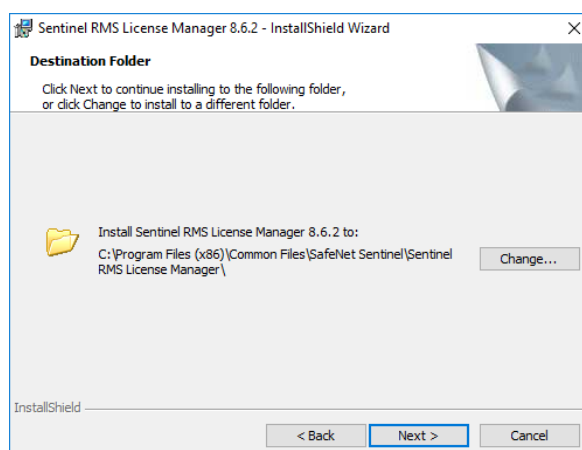 Sentinel RMS License Manager 8.6.2 - InstallShield Wizard
Destination Folder
Click Next to continue installing to the following folder,
or click Change to install to a different folder.
Install Sentinel RMS License Manager 8.6.2 to:
C:\Program Files (x86)\Common Files\SafeNet Sentinel\Sentinel
RMS License Manager\
Change...
InstallShield
< Back
Next >
Cancel